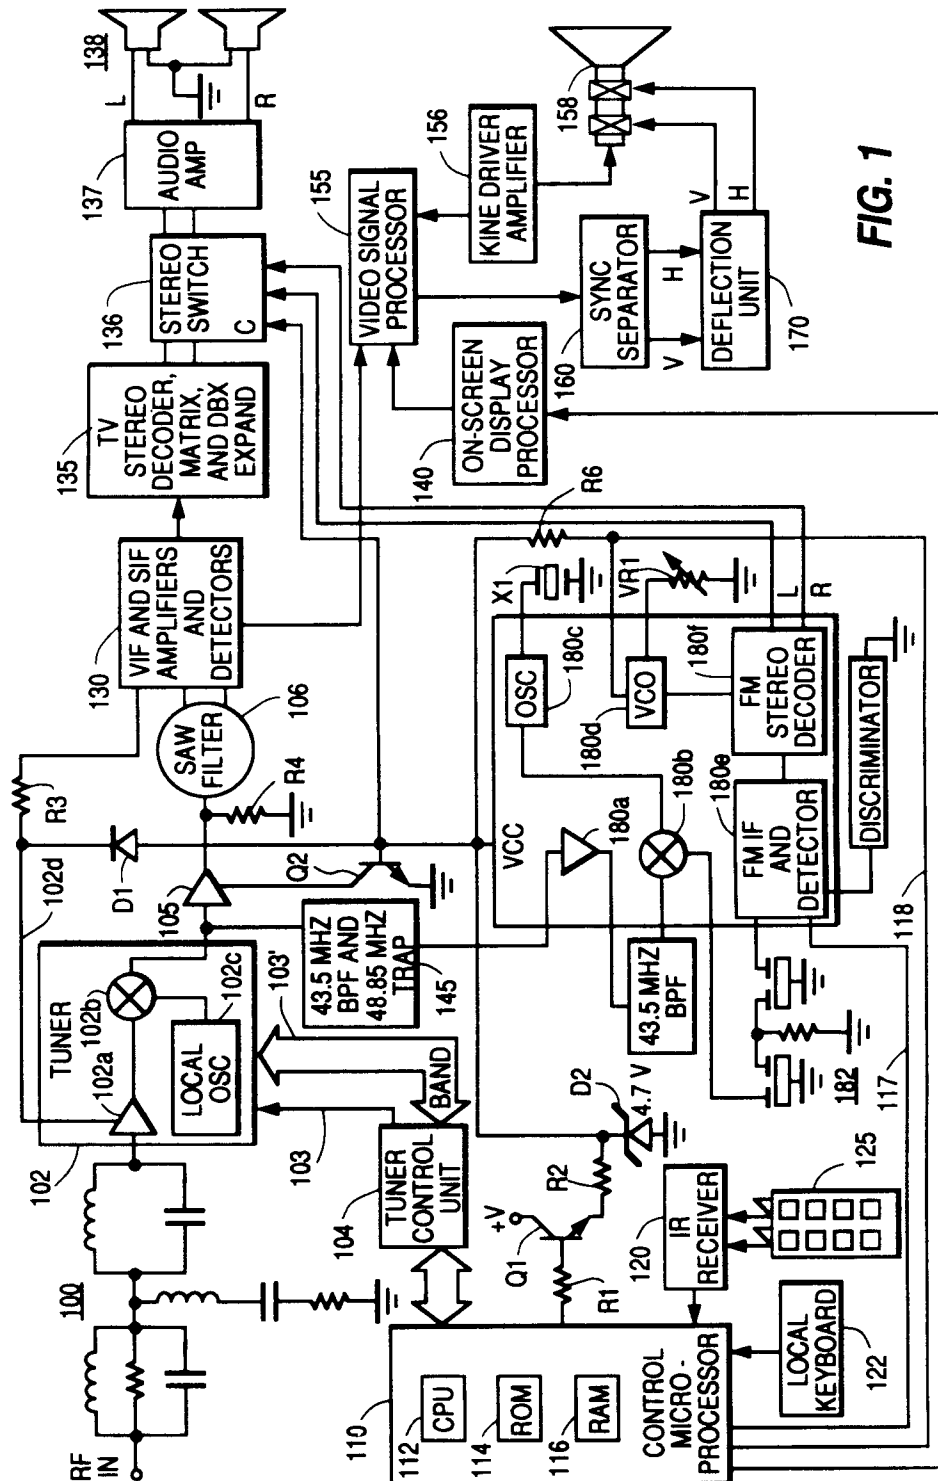 RF
IN
100
102
TUNER
102a
102b
LOCAL
OSC
102c
102d
103
103'
BAND
104
TUNER
CONTROL
UNIT
105
D1
R3
Q2
R4
SAW
FILTER
106
130
VIF AND SIF
AMPLIFIERS
AND
DETECTORS
135
TV
STEREO
DECODER,
MATRIX,
AND DBX
EXPAND
136
STEREO
SWITCH
C
137
AUDIO
AMP
L
R
138
43.5 MHZ
BPF AND
48.85 MHZ
TRAP
145
110
112
CPU
114
ROM
116
RAM
CONTROL
MICRO-
PROCESSOR
+V
Q1
R1
R2
D2
4.7 V
120
IR
RECEIVER
125
LOCAL
KEYBOARD
122
117
118
43.5 MHZ
BPF
182
VCC
180a
180b
OSC
180c
VCO
180d
FM IF
AND
DETECTOR
180e
FM
STEREO
DECODER
180f
DISCRIMINATOR
X1
VR1
R6
L
R
140
ON-SCREEN
DISPLAY
PROCESSOR
155
VIDEO SIGNAL
PROCESSOR
156
KINE DRIVER
AMPLIFIER
158
160
SYNC
SEPARATOR
V
H
DEFLECTION
UNIT
170
V
H
FIG. 1